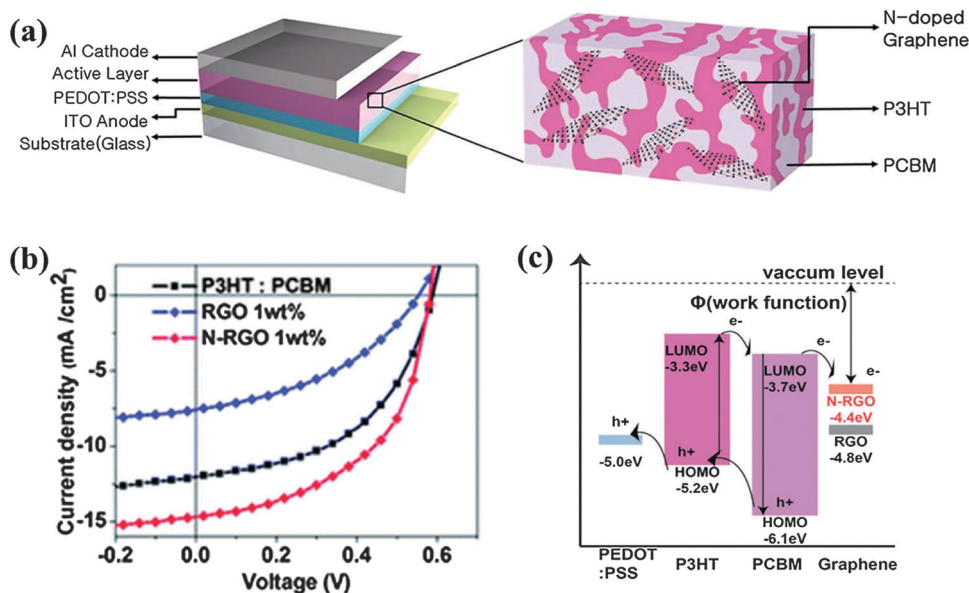 (a)
Al Cathode
Active Layer
PEDOT:PSS
ITO Anode
Substrate(Glass)
N-doped
Graphene
P3HT
PCBM
(b)
P3HT : PCBM
RGO 1wt%
N-RGO 1wt%
Current density (mA /cm²)
0
-5
-10
-15
-0.2
0.0
0.2
0.4
0.6
Voltage (V)
(c)
vaccum level
Φ(work function)
e-
e-
e-
LUMO
-3.3eV
LUMO
-3.7eV
N-RGO
-4.4eV
RGO
-4.8eV
h+
-5.0eV
h+
HOMO
-5.2eV
h+
HOMO
-6.1eV
PEDOT
:PSS
P3HT
PCBM
Graphene